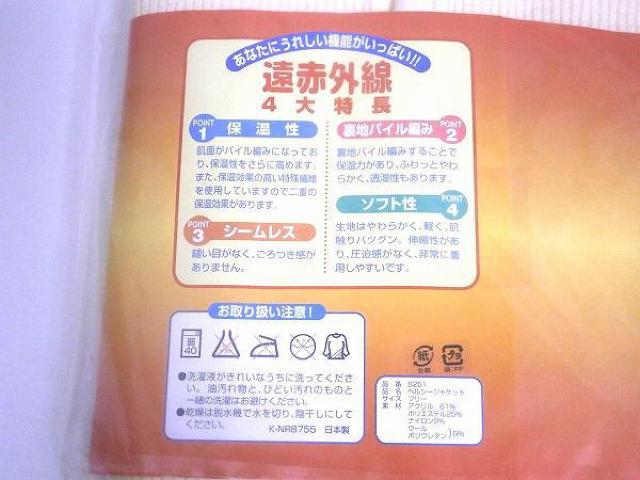 あなたにうれしい機能がいっぱい!!
遠赤外線
4大特長
POINT 1 保温性
肌面がパイル編みになってお
り、保温性をさらに高めます。
また、保温効果の高い特殊繊維
を使用していますので二重の
保温効果があります。
裏地パイル編み POINT 2
裏地パイル編みすることで
保温力があり、ふわっとやわ
らかく、透湿性もあります。
POINT 3 シームレス
縫い目がなく、ごろつき感が
ありません。
ソフト性 POINT 4
生地はやわらかく、軽く、肌
触りバツグン。伸縮性があ
り、圧迫感がなく、非常に着
用しやすいです。
お取り扱い注意!
弱
40
●洗濯液がきれいなうちに洗ってくださ
い。油汚れ物と、ひどい汚れのものと
一緒の洗濯はお避けください。
●乾燥は脱水機で水を切り、陰干しにして
ください。
K-NR8755 日本製
紙
台紙
プラ
袋:PP
品番 8251
品名 ヘルシージャケット
サイズ フリー
素材 アクリル 61%
ポリエステル25%
ナイロン9%
ウール
ポリウレタン )5%